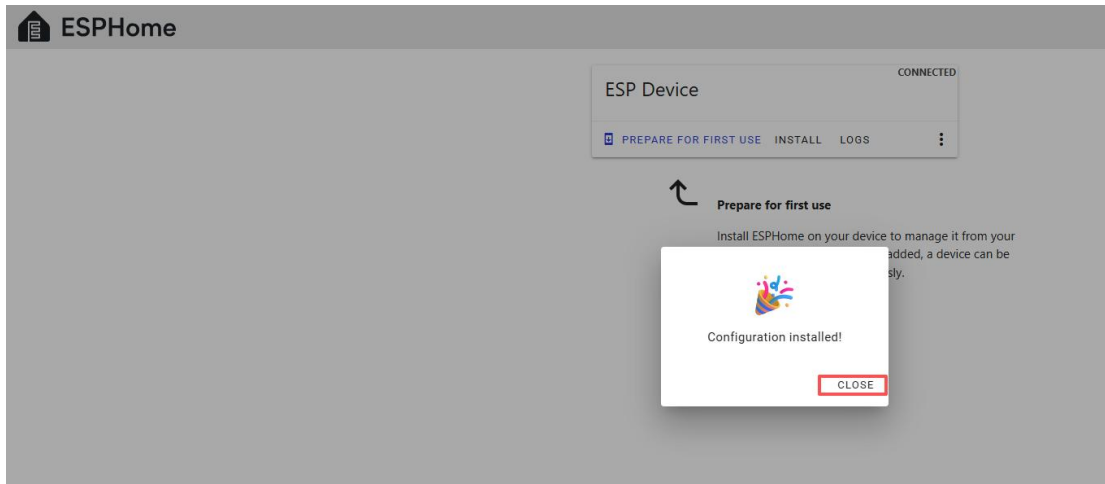 ESPHome
CONNECTED
ESP Device
PREPARE FOR FIRST USE INSTALL LOGS
Prepare for first use
Install ESPHome on your device to manage it from your
added, a device can be
Configuration installed!
CLOSE